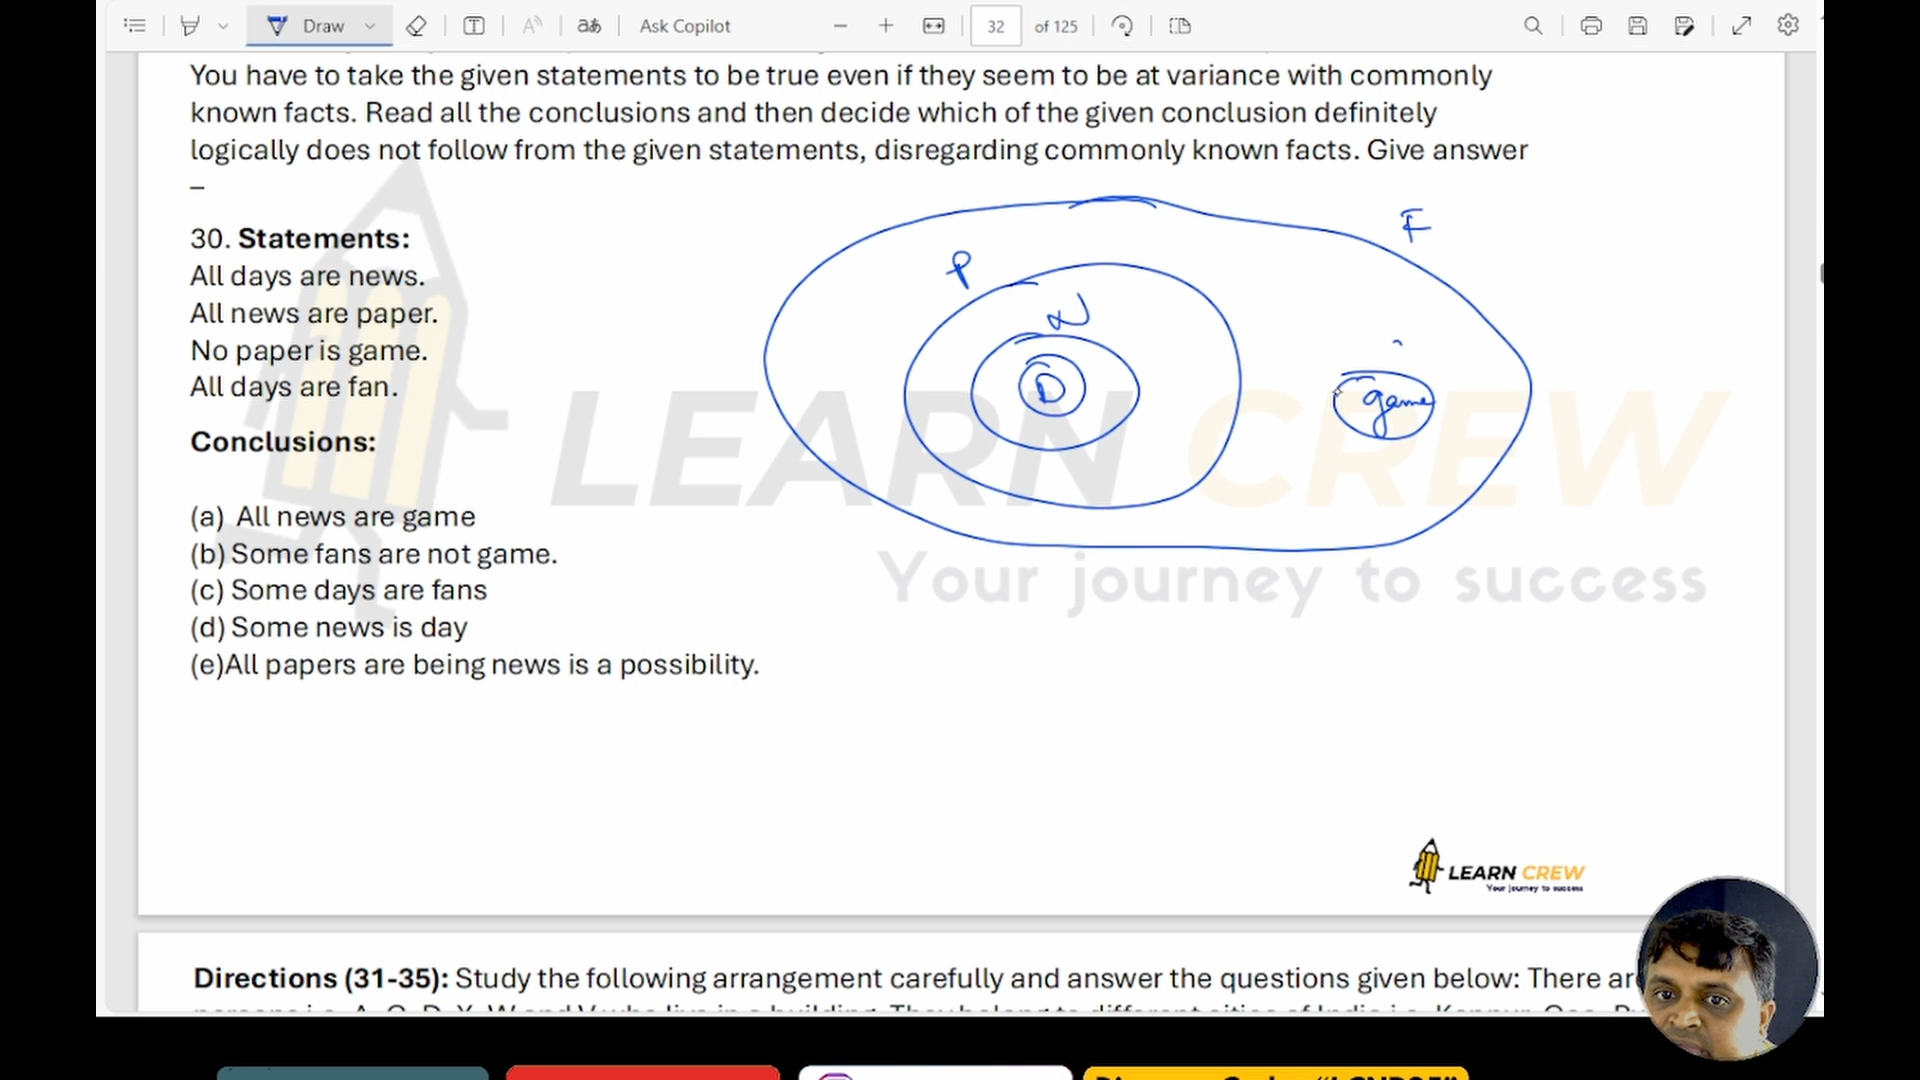 Draw
Ask Copilot
32 of 125
You have to take the given statements to be true even if they seem to be at variance with commonly
known facts. Read all the conclusions and then decide which of the given conclusion definitely
logically does not follow from the given statements, disregarding commonly known facts. Give answer
–
30. Statements:
All days are news.
All news are paper.
No paper is game.
All days are fan.
Conclusions:
(a) All news are game
(b) Some fans are not game.
(c) Some days are fans
(d) Some news is day
(e)All papers are being news is a possibility.
F
P
N
D
game
LEARN CREW
Your journey to success
LEARN CREW
Your journey to success
Directions (31-35): Study the following arrangement carefully and answer the questions given below: There are